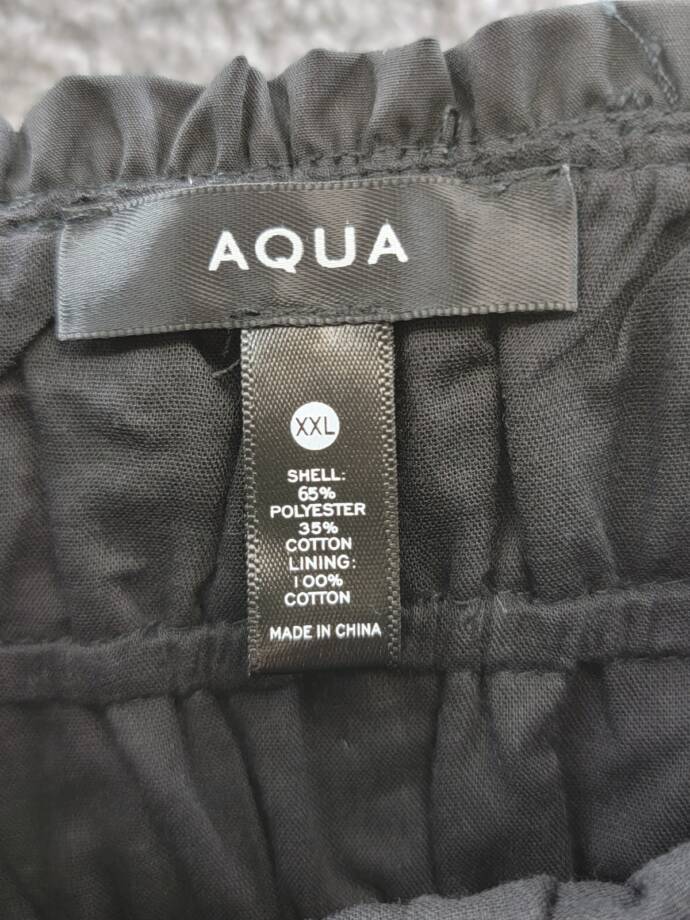 AQUA
XXL
SHELL:
65%
POLYESTER
35%
COTTON
LINING:
100%
COTTON
MADE IN CHINA